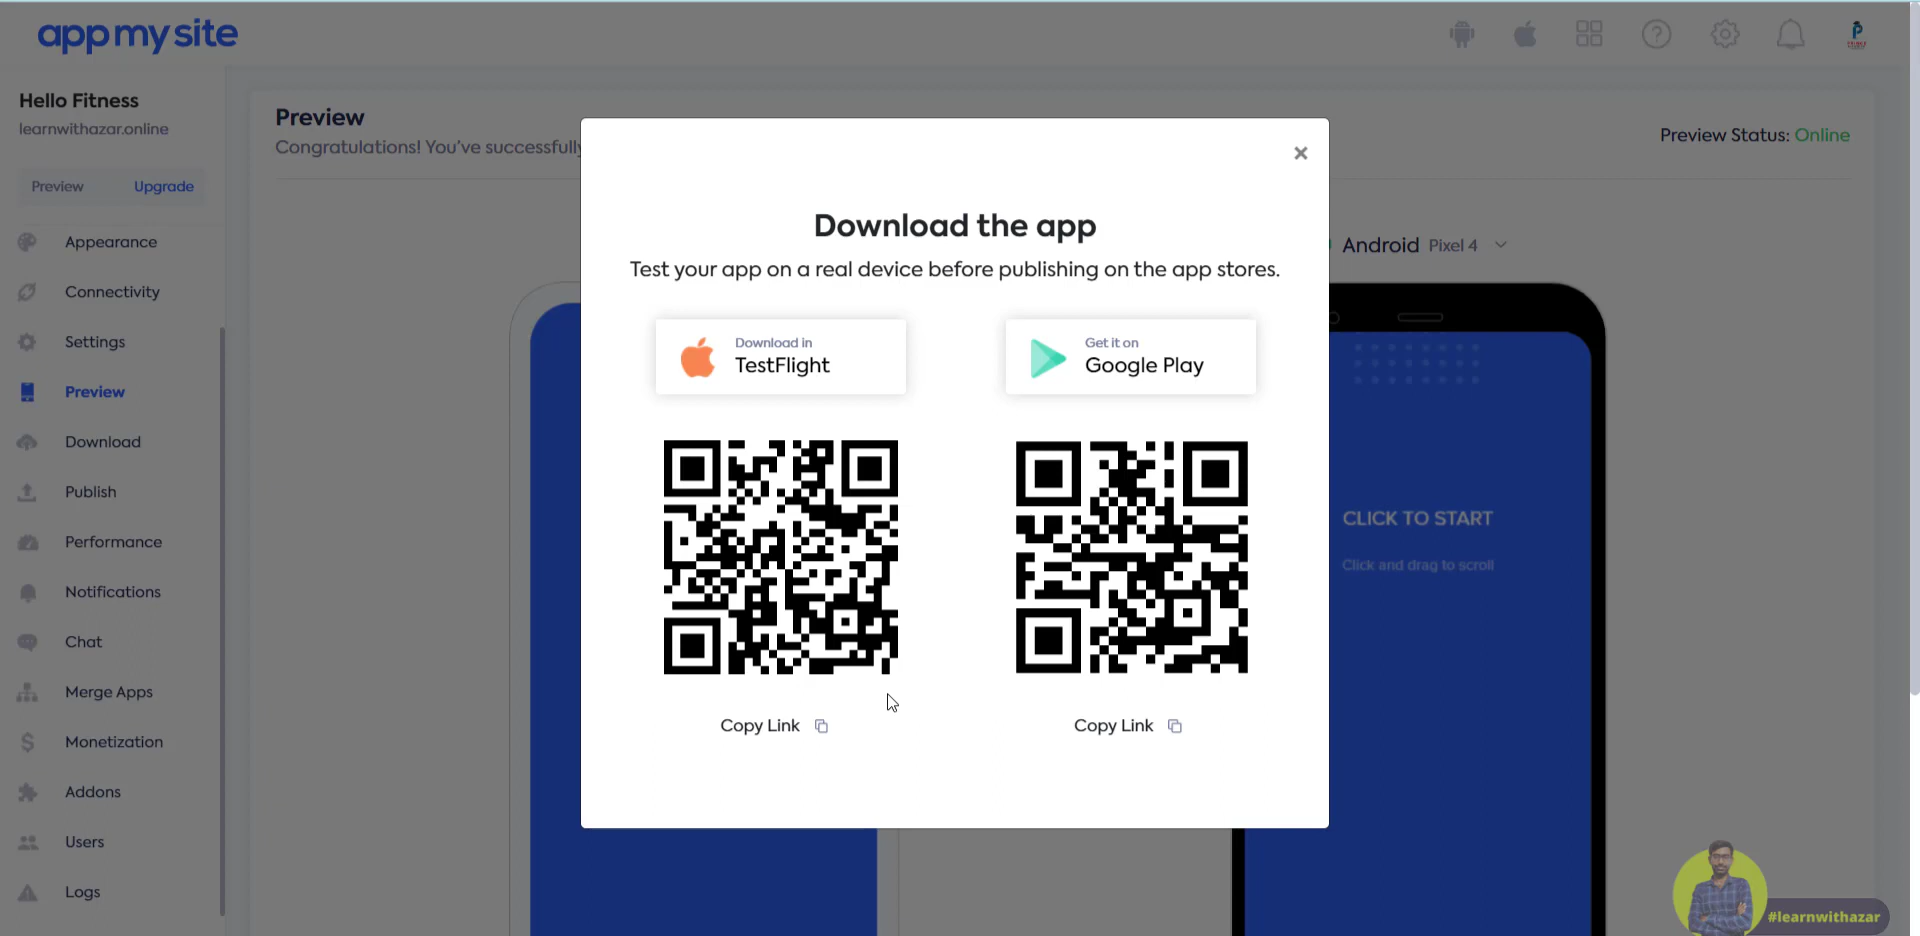 appmysite
Hello Fitness
learnwithazar.online
Preview
Upgrade
Appearance
Connectivity
Settings
Preview
Download
Publish
Performance
Notifications
Chat
Merge Apps
Monetization
Addons
Users
Logs
Preview
Congratulations! You've successfully
Preview Status: Online
Android Pixel 4
Download the app
Test your app on a real device before publishing on the app stores.
Download in
TestFlight
Get it on
Google Play
Copy Link
Copy Link
CLICK TO START
Click and drag to scroll
#learnwithazar